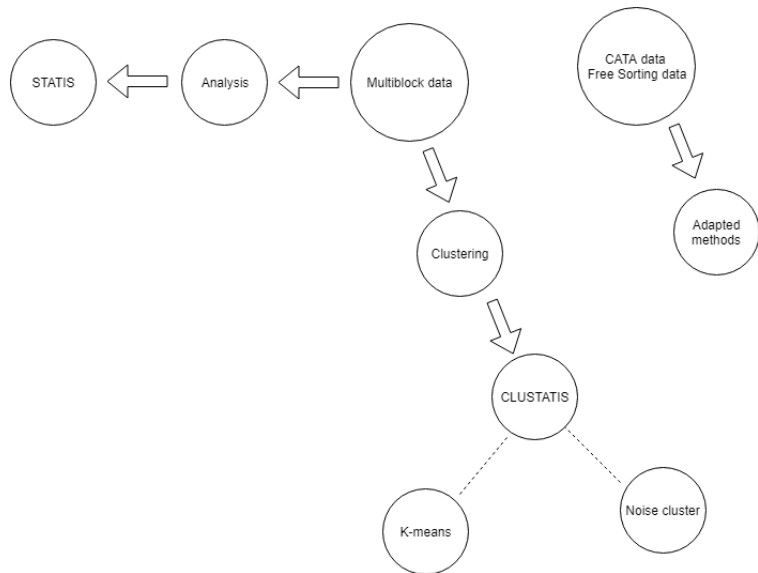 STATIS
Analysis
Multiblock data
CATA data
Free Sorting data
Clustering
Adapted
methods
CLUSTATIS
K-means
Noise cluster